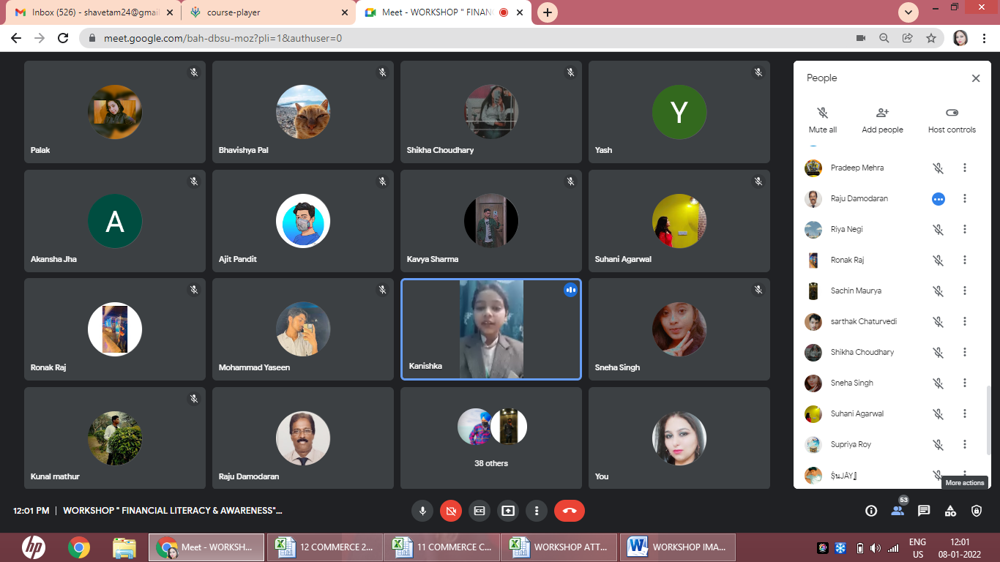 Inbox (526) - shavetam24@gmai
course-player
Meet - WORKSHOP " FINAN
meet.google.com/bah-dbsu-moz?pli=1&authuser=0
Palak
Bhavishya Pal
Shikha Choudhary
Y
Yash
A
Akansha Jha
Ajit Pandit
Kavya Sharma
Suhani Agarwal
Ronak Raj
Mohammad Yaseen
Kanishka
Sneha Singh
Kunal mathur
Raju Damodaran
38 others
You
People
Mute all
Add people
Host controls
Pradeep Mehra
Raju Damodaran
Riya Negi
Ronak Raj
Sachin Maurya
sarthak Chaturvedi
Shikha Choudhary
Sneha Singh
Suhani Agarwal
Supriya Roy
More actions
12:01 PM | WORKSHOP " FINANCIAL LITERACY & AWARENESS"...
53
hp
Meet - WORKSH...
12 COMMERCE 2...
11 COMMERCE C...
WORKSHOP ATT...
WORKSHOP IMA...
ENG
US
12:01
08-01-2022